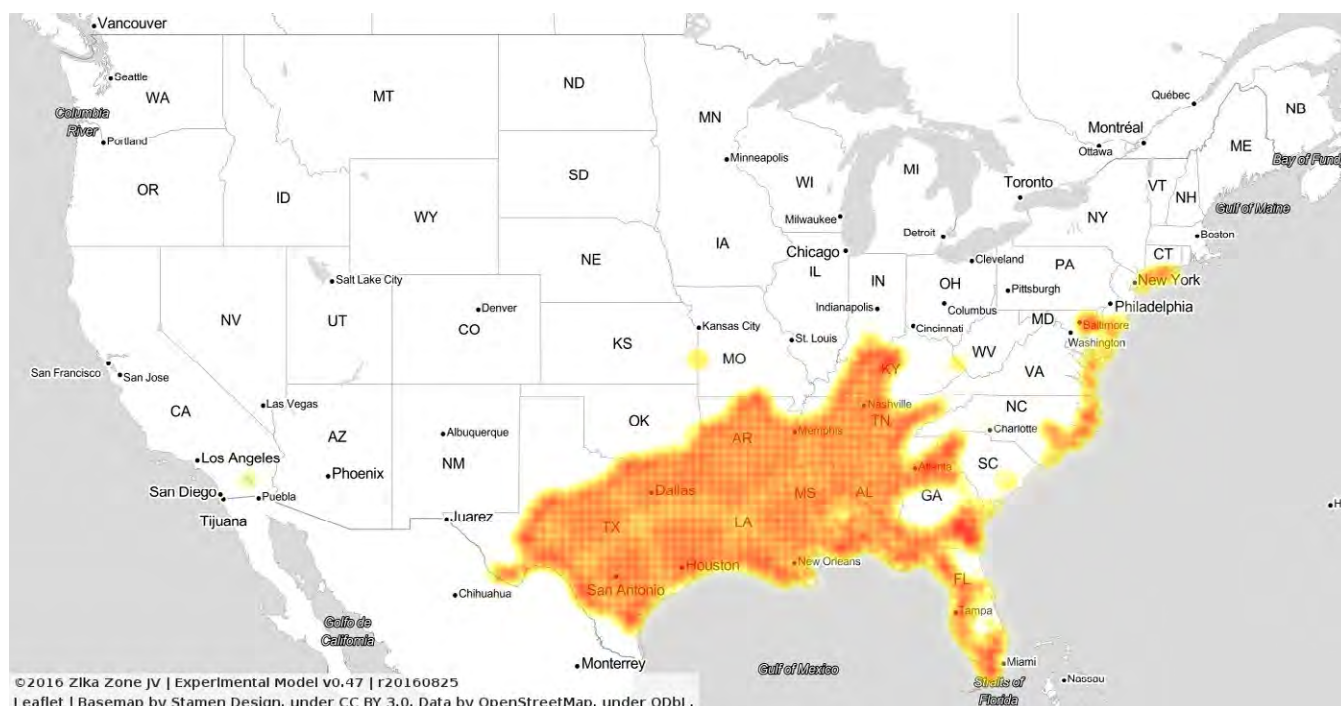 Vancouver
Seattle
WA
Columbia
River
Portland
OR
ID
MT
ND
SD
WY
NE
MN
Minneapolis
WI
Milwaukee
MI
Detroit
Toronto
Ottawa
Montréal
Québec
NB
ME
Bay of Fundy
VT
NH
Gulf of Maine
NY
Boston
CT
New York
Chicago
IA
IL
IN
Indianapolis
OH
Cleveland
Columbus
Cincinnati
PA
Pittsburgh
Philadelphia
MD
Baltimore
Washington
WV
VA
Salt Lake City
NV
UT
Denver
CO
KS
Kansas City
MO
St. Louis
KY
San Francisco
San Jose
CA
Las Vegas
AZ
Albuquerque
NM
OK
AR
Memphis
Nashville
TN
NC
Charlotte
SC
Atlanta
GA
AL
MS
LA
Los Angeles
Phoenix
San Diego
Puebla
Tijuana
Juarez
Dallas
TX
Houston
San Antonio
New Orleans
FL
Tampa
Miami
Chihuahua
Golfo de
California
Monterrey
Gulf of Mexico
Straits of
Florida
Nassau
H
©2016 Zika Zone JV | Experimental Model v0.47 | r20160825
Leaflet | Basemap by Stamen Design, under CC BY 3.0. Data by OpenStreetMap, under ODbL.